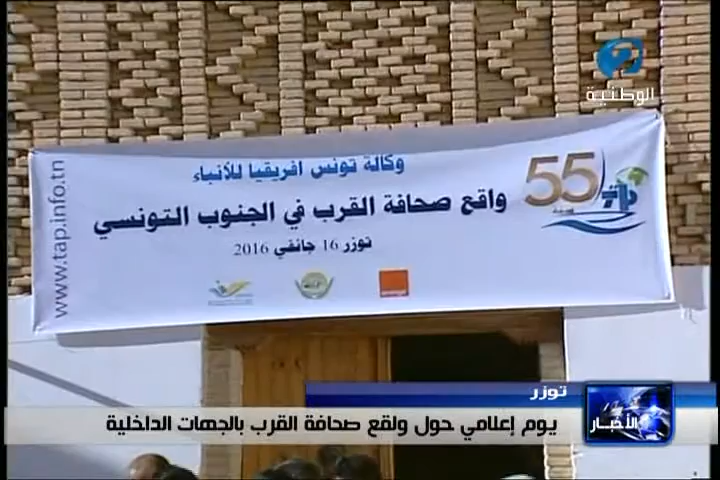 الوطنية
وكالة تونس افريقيا للأنباء
واقع صحافة القرب في الجنوب التونسي
توزر 16 جانفي 2016
55
www.tap.info.tn
توزر
يوم إعلامي حول ولقع صحافة القرب بالجهات الداخلية
الأخبار